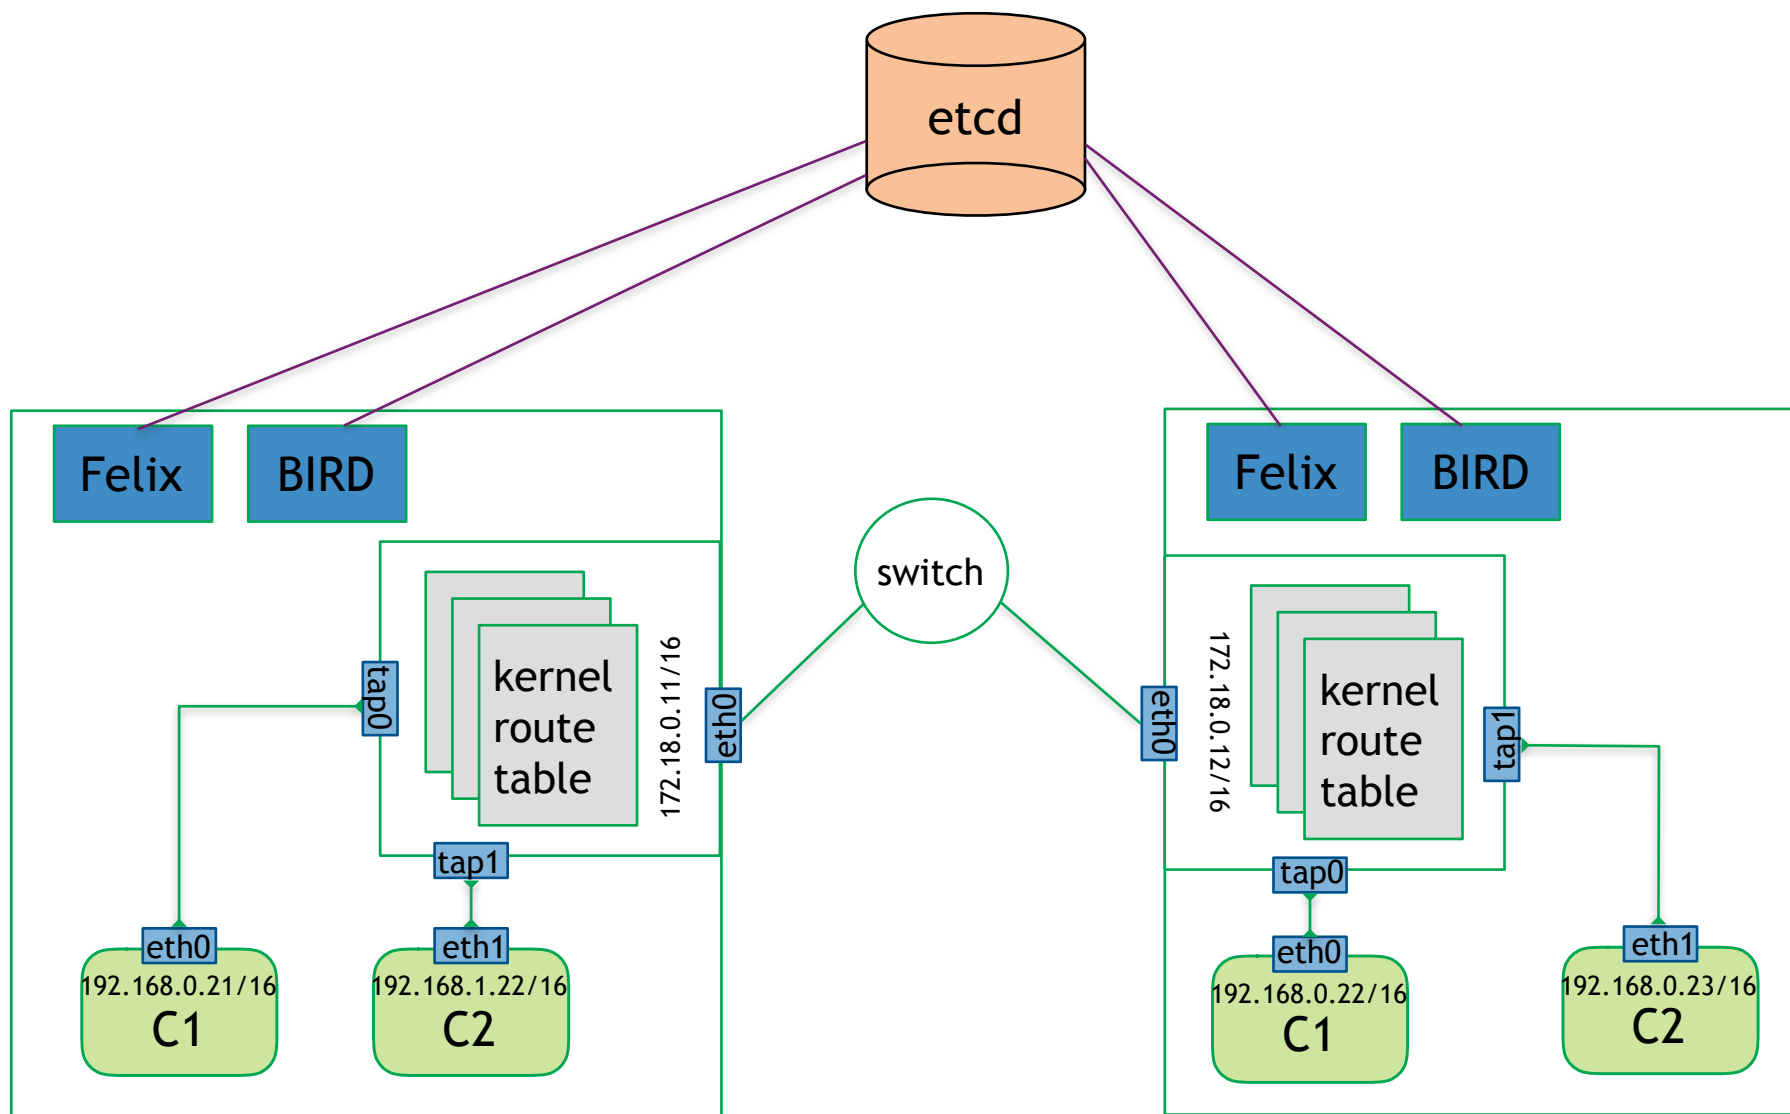 etcd
Felix
BIRD
Felix
BIRD
switch
kernel
route
table
172.18.0.11/16
tap0
eth0
tap1
eth0
172.18.0.12/16
kernel
route
table
tap1
tap0
eth0
192.168.0.21/16
C1
eth1
192.168.1.22/16
C2
eth0
192.168.0.22/16
C1
eth1
192.168.0.23/16
C2